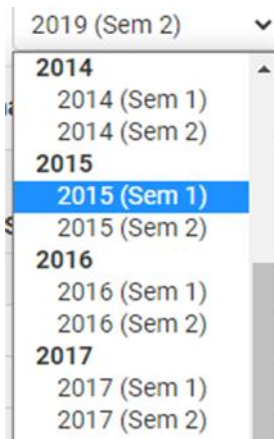 2019 (Sem 2)
2014
2014 (Sem 1)
2014 (Sem 2)
2015
2015 (Sem 1)
2015 (Sem 2)
2016
2016 (Sem 1)
2016 (Sem 2)
2017
2017 (Sem 1)
2017 (Sem 2)